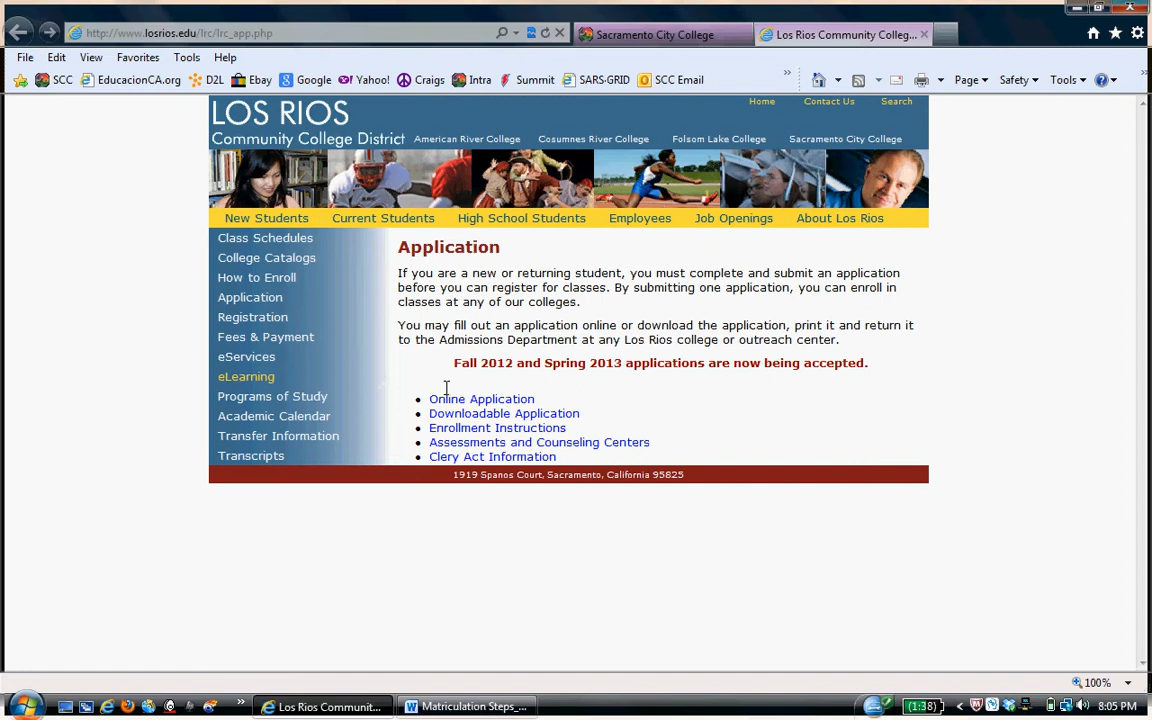 http://www.losrios.edu/lrc/lrc_app.php
Sacramento City College
Los Rios Community Colleg...
File Edit View Favorites Tools Help
SCC EducacionCA.org D2L Ebay Google Yahoo! Craigs Intra Summit SARS·GRID SCC Email
Page Safety Tools
LOS RIOS
Community College District
Home Contact Us Search
American River College Cosumnes River College Folsom Lake College Sacramento City College
New Students Current Students High School Students Employees Job Openings About Los Rios
Class Schedules
College Catalogs
How to Enroll
Application
Registration
Fees & Payment
eServices
eLearning
Programs of Study
Academic Calendar
Transfer Information
Transcripts
Application
If you are a new or returning student, you must complete and submit an application
before you can register for classes. By submitting one application, you can enroll in
classes at any of our colleges.
You may fill out an application online or download the application, print it and return it
to the Admissions Department at any Los Rios college or outreach center.
Fall 2012 and Spring 2013 applications are now being accepted.
Online Application
Downloadable Application
Enrollment Instructions
Assessments and Counseling Centers
Clery Act Information
1919 Spanos Court, Sacramento, California 95825
100%
Los Rios Communit...
Matriculation Steps_...
(1:38)
8:05 PM